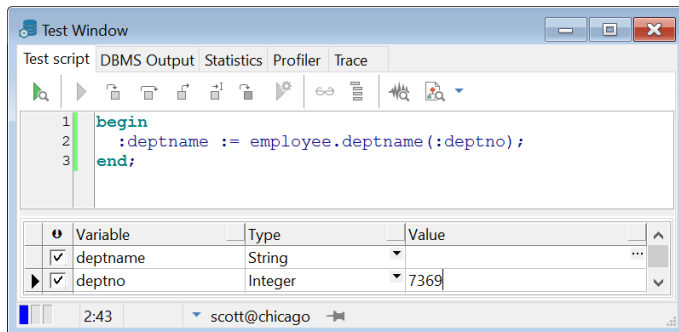 Test Window
Test script DBMS Output Statistics Profiler Trace
1 begin
2 :deptname := employee.deptname(:deptno);
3 end;
Variable Type Value
deptname String ...
deptno Integer 7369
2:43 scott@chicago